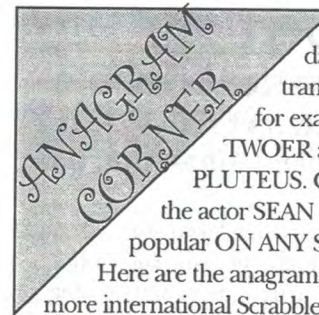 ANAGRAM
CORNER
da
tran
for exa
TWOER a
PLUTEUS. C
the actor SEAN
popular ON ANY S
Here are the anagram
more international Scrabble